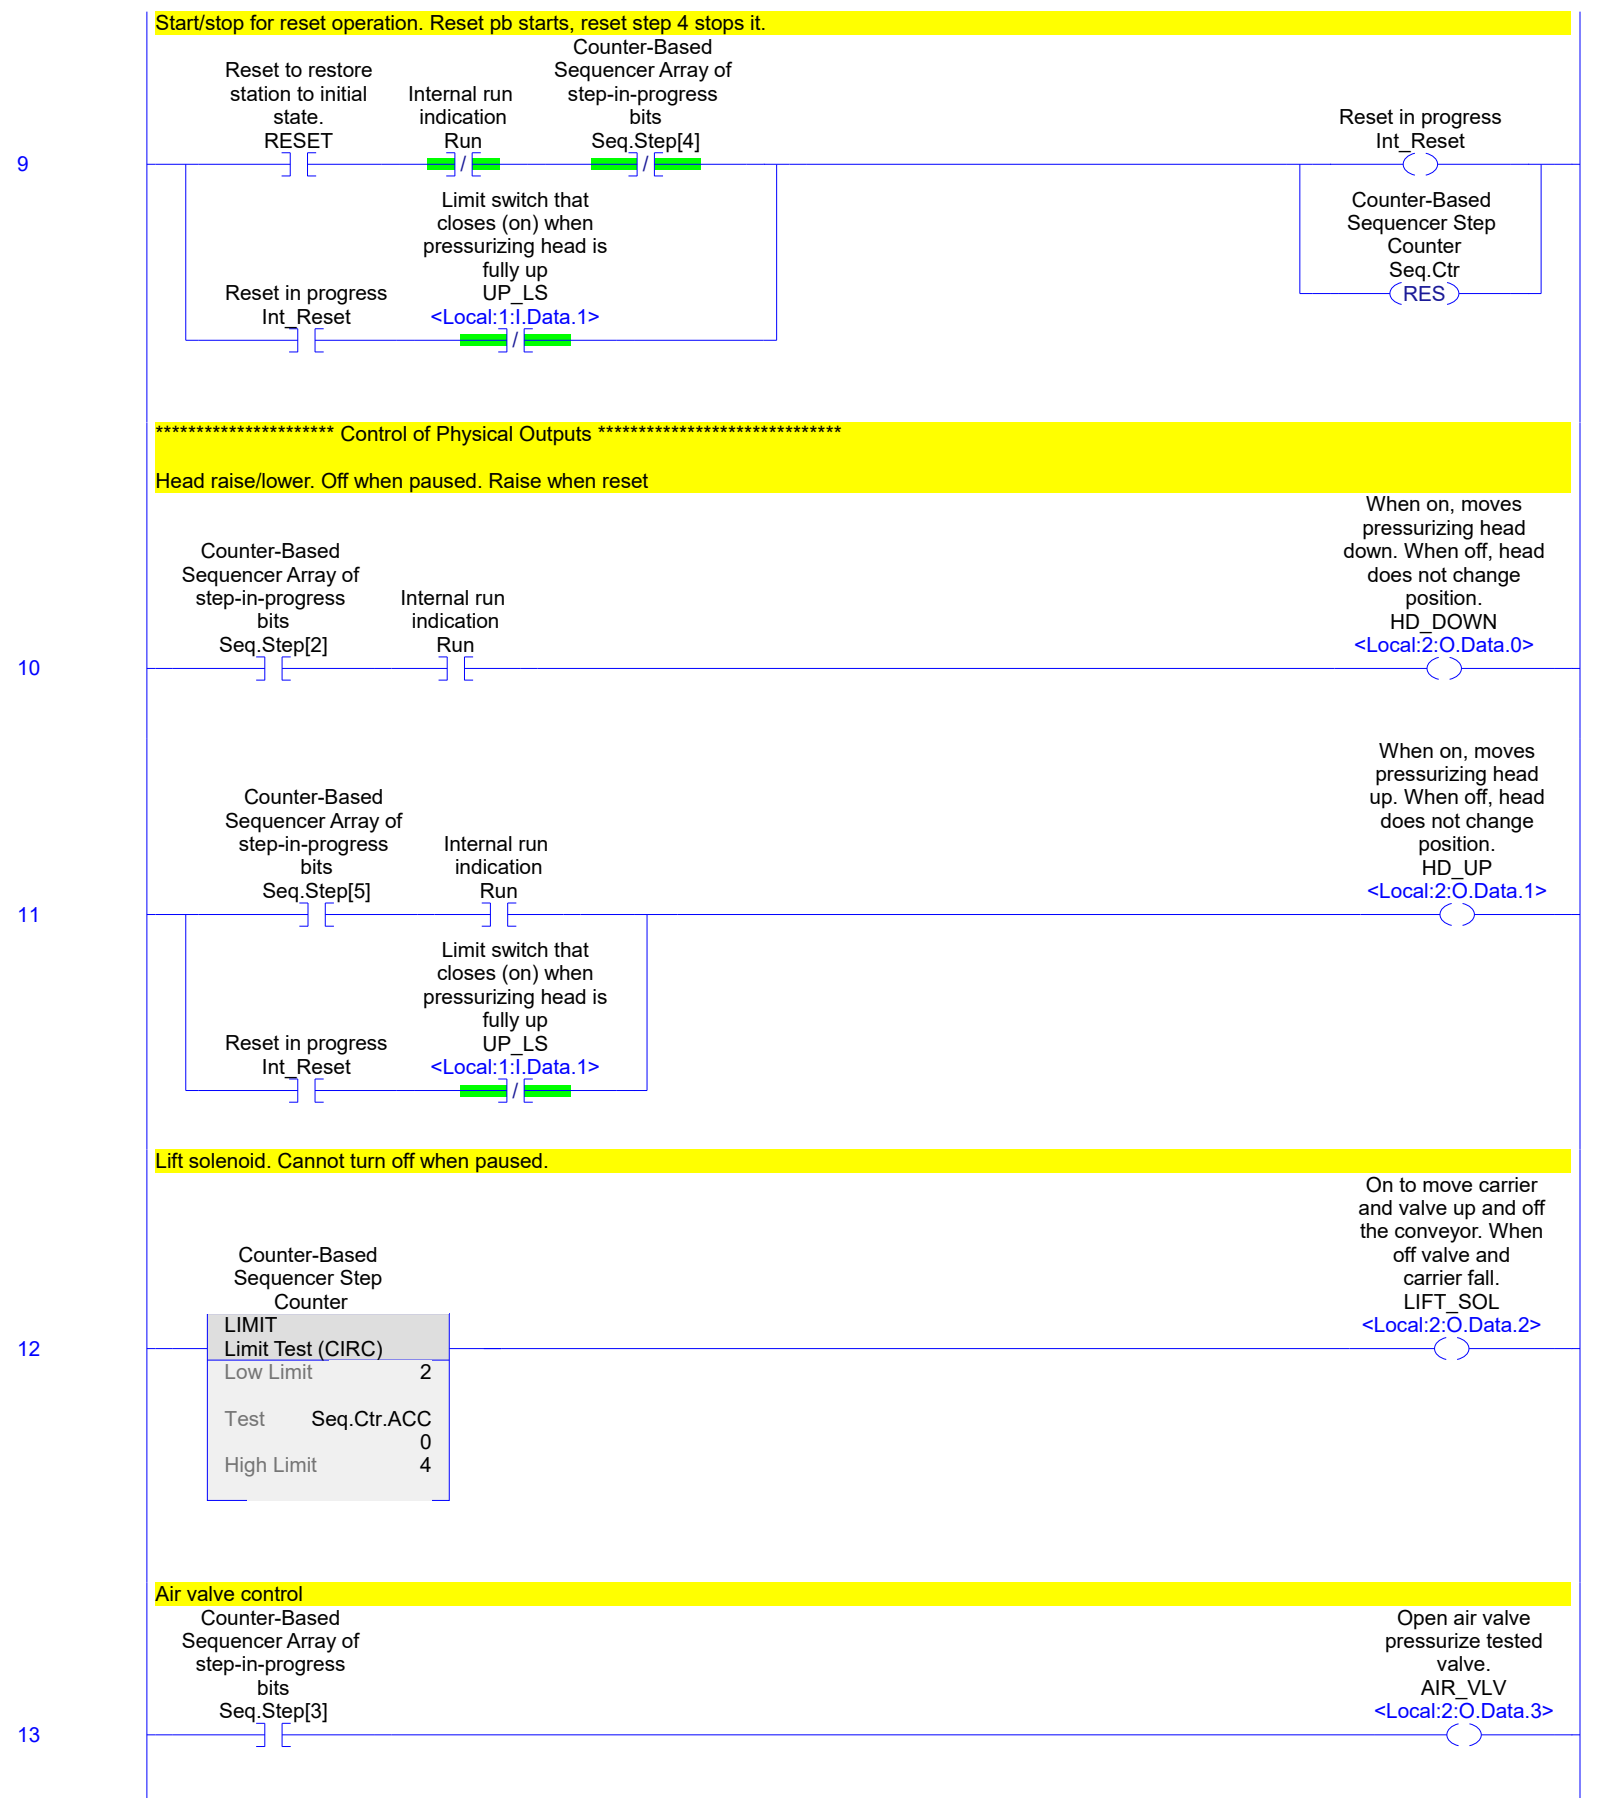 Start/stop for reset operation. Reset pb starts, reset step 4 stops it.
Reset to restore
station to initial
state.
RESET
Internal run
indication
Run
Counter-Based
Sequencer Array of
step-in-progress
bits
Seq.Step[4]
Reset in progress
Int_Reset
9
Limit switch that
closes (on) when
pressurizing head is
fully up
UP_LS
<Local:1:I.Data.1>
Reset in progress
Int_Reset
Counter-Based
Sequencer Step
Counter
Seq.Ctr
RES
********************** Control of Physical Outputs ******************************
Head raise/lower. Off when paused. Raise when reset
Counter-Based
Sequencer Array of
step-in-progress
bits
Seq.Step[2]
Internal run
indication
Run
When on, moves
pressurizing head
down. When off, head
does not change
position.
HD_DOWN
<Local:2:O.Data.0>
10
Counter-Based
Sequencer Array of
step-in-progress
bits
Seq.Step[5]
Internal run
indication
Run
When on, moves
pressurizing head
up. When off, head
does not change
position.
HD_UP
<Local:2:O.Data.1>
11
Reset in progress
Int_Reset
Limit switch that
closes (on) when
pressurizing head is
fully up
UP_LS
<Local:1:I.Data.1>
Lift solenoid. Cannot turn off when paused.
Counter-Based
Sequencer Step
Counter
On to move carrier
and valve up and off
the conveyor. When
off valve and
carrier fall.
LIFT_SOL
<Local:2:O.Data.2>
12
LIMIT
Limit Test (CIRC)
Low Limit 2
Test Seq.Ctr.ACC
0
High Limit 4
Air valve control
Counter-Based
Sequencer Array of
step-in-progress
bits
Seq.Step[3]
Open air valve
pressurize tested
valve.
AIR_VLV
<Local:2:O.Data.3>
13